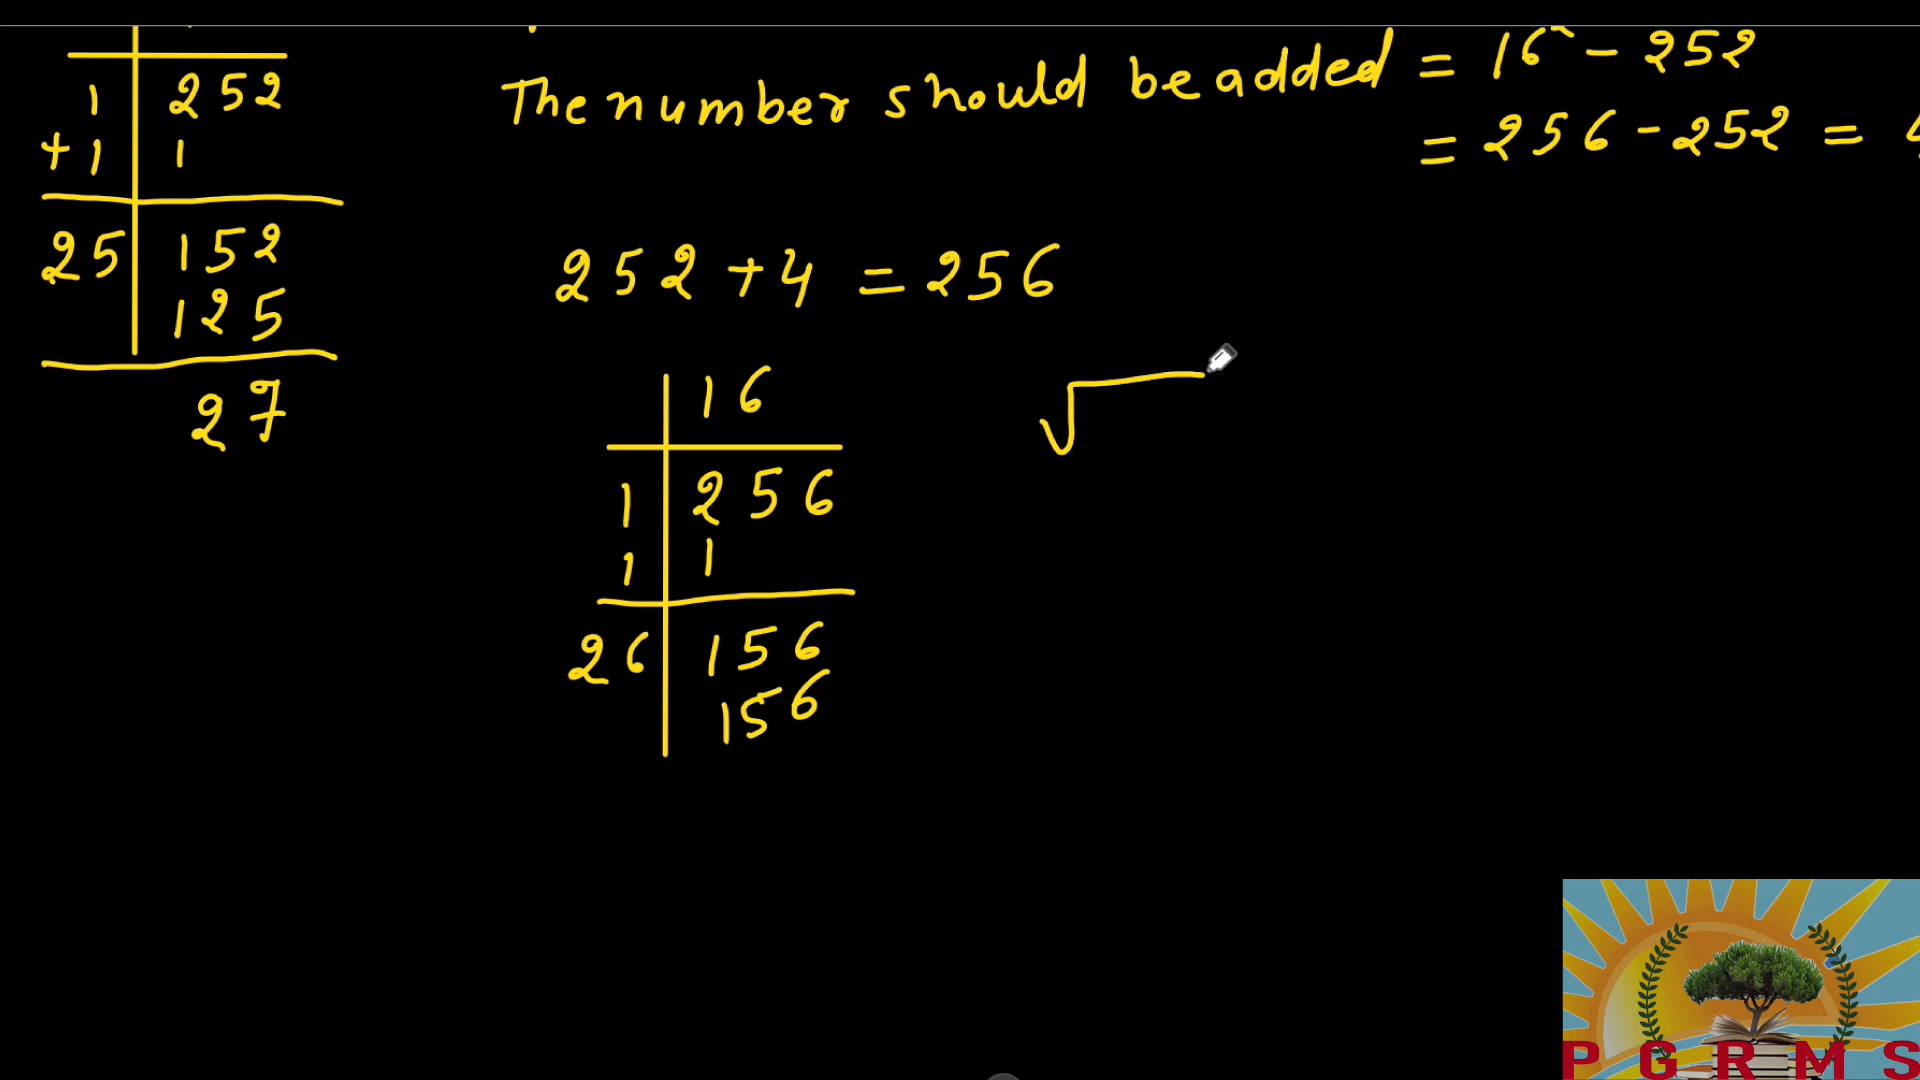 1 | 252
+1 | 1
25 | 152
125
27
The number should be added = 16² - 252
= 256 - 252 = 4
252 + 4 = 256
16
1 | 256
1 | 1
26 | 156
156
√
P G R M S